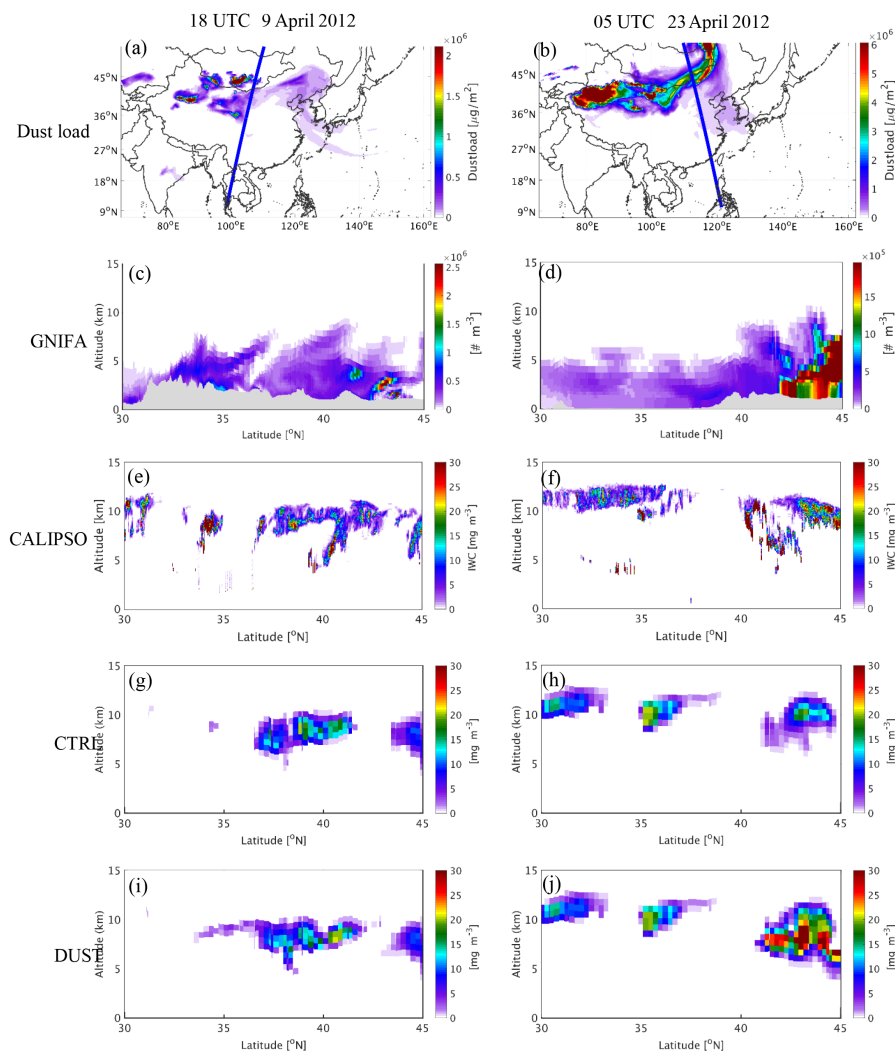 18 UTC 9 April 2012
05 UTC 23 April 2012
Dust load
(a)
45°N
36°N
27°N
18°N
9°N
80°E 100°E 120°E 140°E 160°E
×10⁶
2
1.5
1
0.5
0
Dustload [μg/m²]
(b)
45°N
36°N
27°N
18°N
9°N
80°E 100°E 120°E 140°E 160°E
×10⁶
6
5
4
3
2
1
0
Dustload [μg/m²]
GNIFA
(c)
15
10
5
0
Altitude (km)
30 35 40 45
Latitude [°N]
×10⁶
2.5
2
1.5
1
0.5
0
[# m⁻³]
(d)
15
10
5
0
Altitude (km)
30 35 40 45
Latitude [°N]
×10⁵
15
10
5
0
[# m⁻³]
CALIPSO
(e)
15
10
5
0
Altitude [km]
30 35 40 45
Latitude [°N]
30
25
20
15
10
5
0
IWC [mg m⁻³]
(f)
15
10
5
0
Altitude [km]
30 35 40 45
Latitude [°N]
30
25
20
15
10
5
0
IWC [mg m⁻³]
CTRL
(g)
15
10
5
0
Altitude (km)
30 35 40 45
Latitude [°N]
30
25
20
15
10
5
0
[mg m⁻³]
(h)
15
10
5
0
Altitude (km)
30 35 40 45
Latitude [°N]
30
25
20
15
10
5
0
[mg m⁻³]
DUST
(i)
15
10
5
0
Altitude (km)
30 35 40 45
Latitude [°N]
30
25
20
15
10
5
0
[mg m⁻³]
(j)
15
10
5
0
Altitude (km)
30 35 40 45
Latitude [°N]
30
25
20
15
10
5
0
[mg m⁻³]